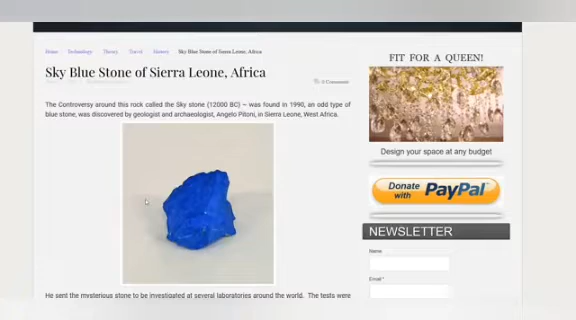 Home Technology Theory Travel History Sky Blue Stone of Sierra Leone, Africa
Sky Blue Stone of Sierra Leone, Africa
0 Comments
The Controversy around this rock called the Sky stone (12000 BC) – was found in 1990, an odd type of
blue stone, was discovered by geologist and archaeologist, Angelo Pitoni, in Sierra Leone, West Africa.
He sent the mysterious stone to be investigated at several laboratories around the world. The tests were
FIT FOR A QUEEN!
Design your space at any budget
Donate
with PayPal
NEWSLETTER
Name
Email*